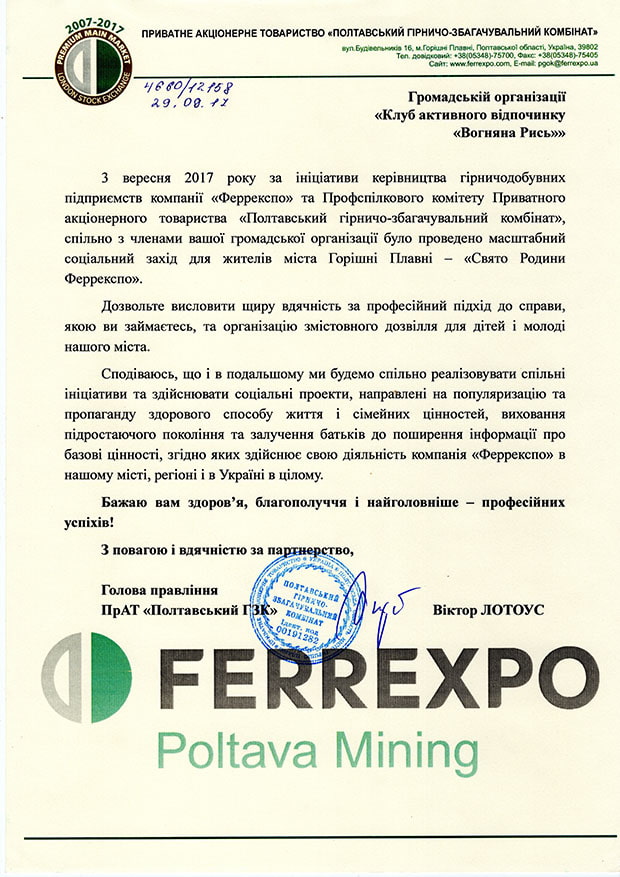 2007-2017
PREMIUM MAIN MARKET
LONDON STOCK EXCHANGE
ПРИВАТНЕ АКЦІОНЕРНЕ ТОВАРИСТВО «ПОЛТАВСЬКИЙ ГІРНИЧО-ЗБАГАЧУВАЛЬНИЙ КОМБІНАТ»
вул.Будівельників 16, м.Горішні Плавні, Полтавської області, Україна, 39802
Тел. довідковий: +38(05348)-75700, Факс: +38(05348)-75405
Сайт: www.ferrexpo.com, E-mail: pgok@ferrexpo.ua
4660/12158
29.09.17
Громадській організації
«Клуб активного відпочинку
«Вогняна Рись»»
3 вересня 2017 року за ініціативи керівництва гірничодобувних
підприємств компанії «Феррекспо» та Профспілкового комітету Приватного
акціонерного товариства «Полтавський гірничо-збагачувальний комбінат»,
спільно з членами вашої громадської організації було проведено масштабний
соціальний захід для жителів міста Горішні Плавні – «Свято Родини
Феррекспо».
Дозвольте висловити щиру вдячність за професійний підхід до справи,
якою ви займаєтесь, та організацію змістовного дозвілля для дітей і молоді
нашого міста.
Сподіваюсь, що і в подальшому ми будемо спільно реалізовувати спільні
ініціативи та здійснювати соціальні проекти, направлені на популяризацію та
пропаганду здорового способу життя і сімейних цінностей, виховання
підростаючого покоління та залучення батьків до поширення інформації про
базові цінності, згідно яких здійснює свою діяльність компанія «Феррекспо» в
нашому місті, регіоні і в Україні в цілому.
Бажаю вам здоров’я, благополуччя і найголовніше – професійних
успіхів!
З повагою і вдячністю за партнерство,
Голова правління
ПрАТ «Полтавський ГЗК»
Віктор ЛОТОУС
ПОЛТАВСЬКИЙ
ГІРНИЧО-
ЗБАГАЧУВАЛЬНИЙ
КОМБІНАТ
Ідент. код
00191282
FERREXPO
Poltava Mining